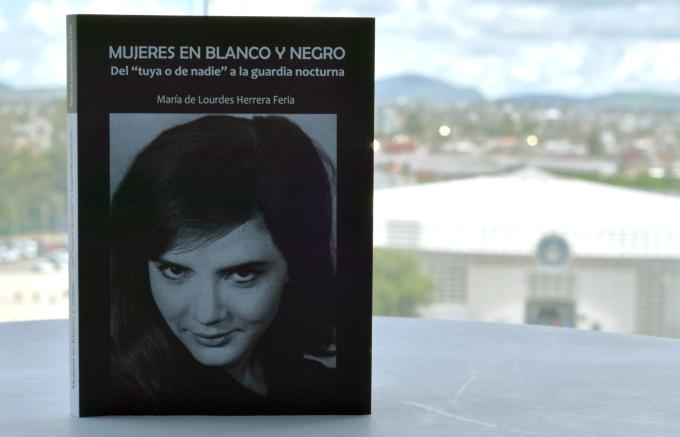 MUJERES EN BLANCO Y NEGRO
Del “tuya o de nadie” a la guardia nocturna
María de Lourdes Herrera Feria